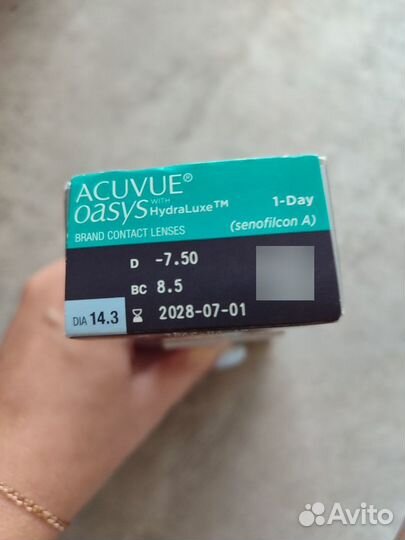 ACUVUE®
OASYS WITH HydraLuxe™ 1-Day
BRAND CONTACT LENSES (senofilcon A)
D -7.50
BC 8.5
DIA 14.3 2028-07-01
Avito